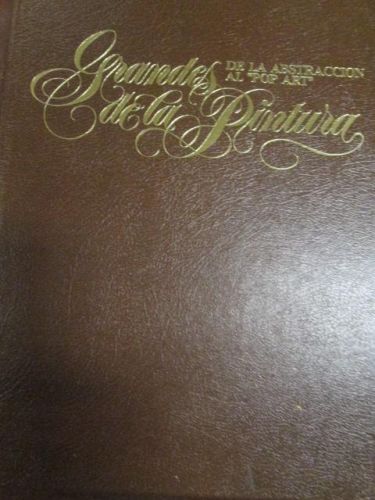 Grandes
DE LA ABSTRACCION
AL "POP ART"
de la Pintura